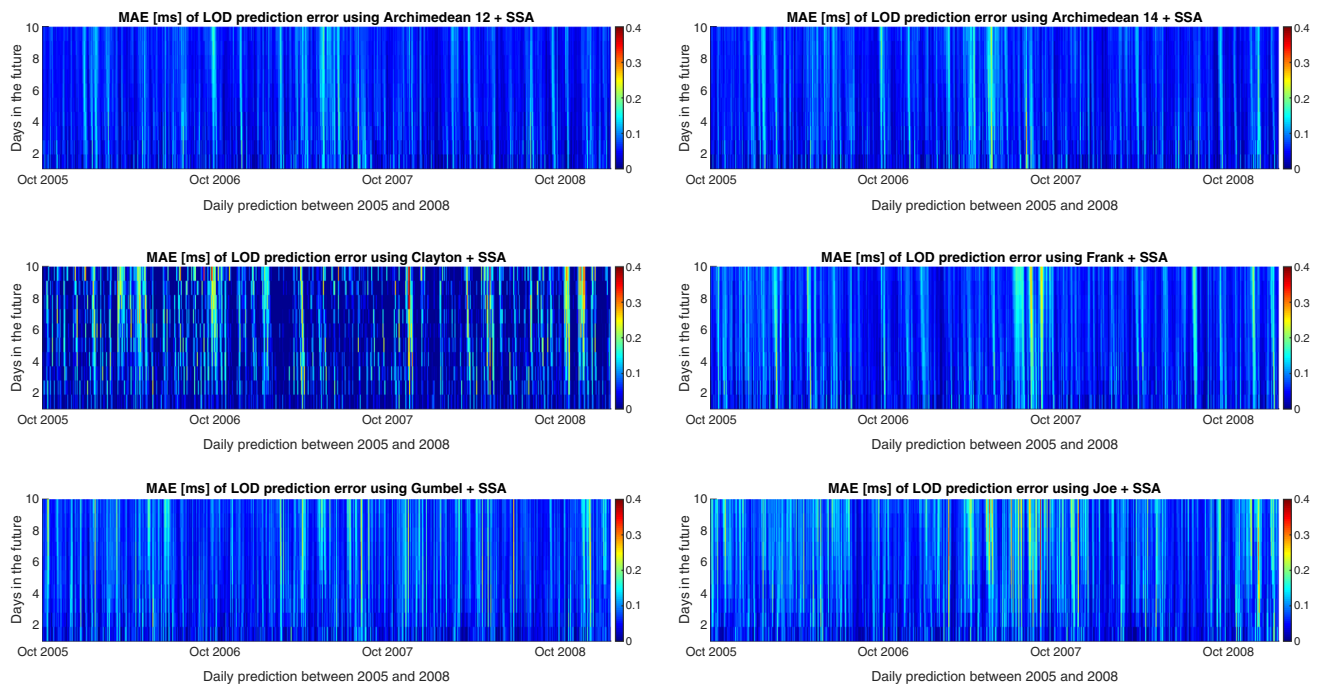 MAE [ms] of LOD prediction error using Archimedean 12 + SSA
Days in the future
10
8
6
4
2
0.4
0.3
0.2
0.1
0
Oct 2005
Oct 2006
Oct 2007
Oct 2008
Daily prediction between 2005 and 2008
MAE [ms] of LOD prediction error using Archimedean 14 + SSA
Days in the future
10
8
6
4
2
0.4
0.3
0.2
0.1
0
Oct 2005
Oct 2006
Oct 2007
Oct 2008
Daily prediction between 2005 and 2008
MAE [ms] of LOD prediction error using Clayton + SSA
Days in the future
10
8
6
4
2
0.4
0.3
0.2
0.1
0
Oct 2005
Oct 2006
Oct 2007
Oct 2008
Daily prediction between 2005 and 2008
MAE [ms] of LOD prediction error using Frank + SSA
Days in the future
10
8
6
4
2
0.4
0.3
0.2
0.1
0
Oct 2005
Oct 2006
Oct 2007
Oct 2008
Daily prediction between 2005 and 2008
MAE [ms] of LOD prediction error using Gumbel + SSA
Days in the future
10
8
6
4
2
0.4
0.3
0.2
0.1
0
Oct 2005
Oct 2006
Oct 2007
Oct 2008
Daily prediction between 2005 and 2008
MAE [ms] of LOD prediction error using Joe + SSA
Days in the future
10
8
6
4
2
0.4
0.3
0.2
0.1
0
Oct 2005
Oct 2006
Oct 2007
Oct 2008
Daily prediction between 2005 and 2008